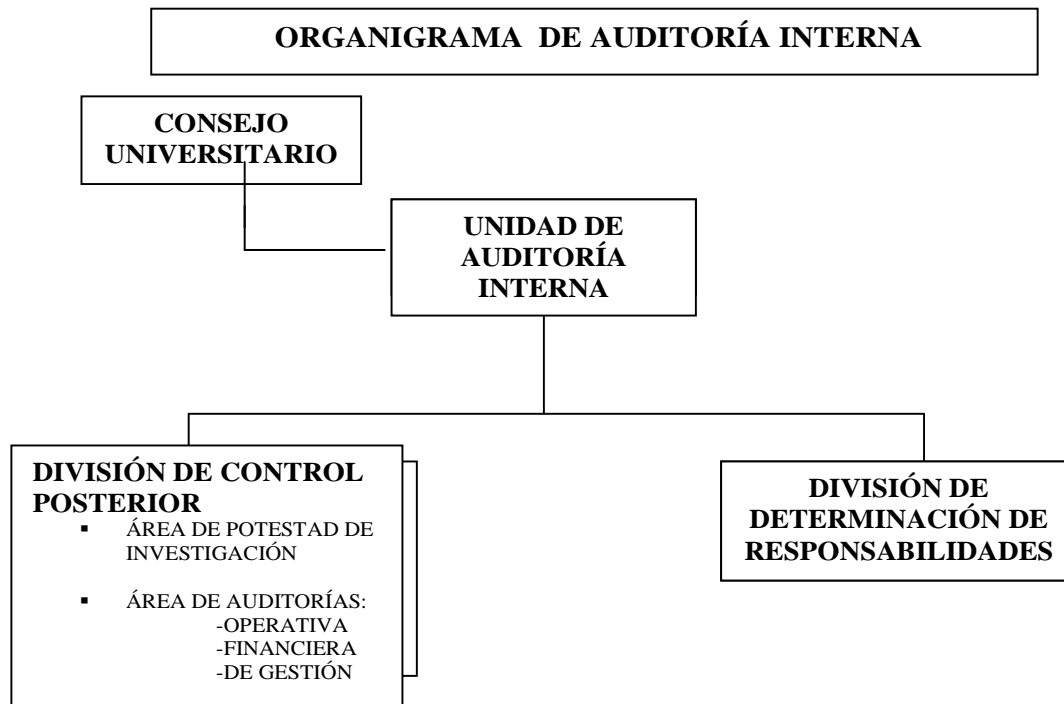 ORGANIGRAMA DE AUDITORÍA INTERNA
CONSEJO
UNIVERSITARIO
UNIDAD DE
AUDITORÍA
INTERNA
DIVISIÓN DE CONTROL
POSTERIOR
▪ ÁREA DE POTESTAD DE
INVESTIGACIÓN
▪ ÁREA DE AUDITORÍAS:
-OPERATIVA
-FINANCIERA
-DE GESTIÓN
DIVISIÓN DE
DETERMINACIÓN DE
RESPONSABILIDADES